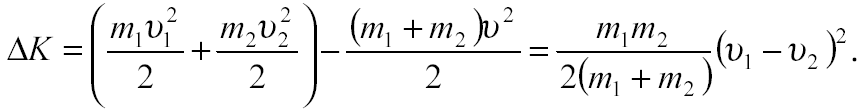 ΔK = (m₁υ₁²/2 + m₂υ₂²/2) − (m₁ + m₂)υ²/2 = m₁m₂/2(m₁ + m₂) (υ₁ − υ₂)².